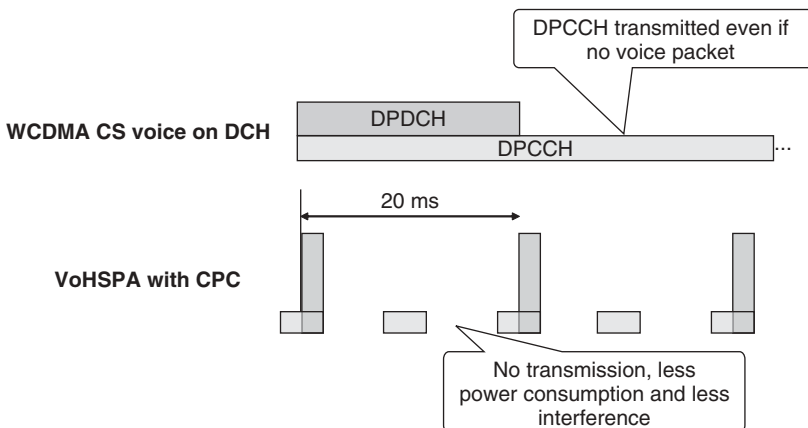 DPCCH transmitted even if
no voice packet
WCDMA CS voice on DCH
DPDCH
DPCCH
...
20 ms
VoHSPA with CPC
No transmission, less
power consumption and less
interference